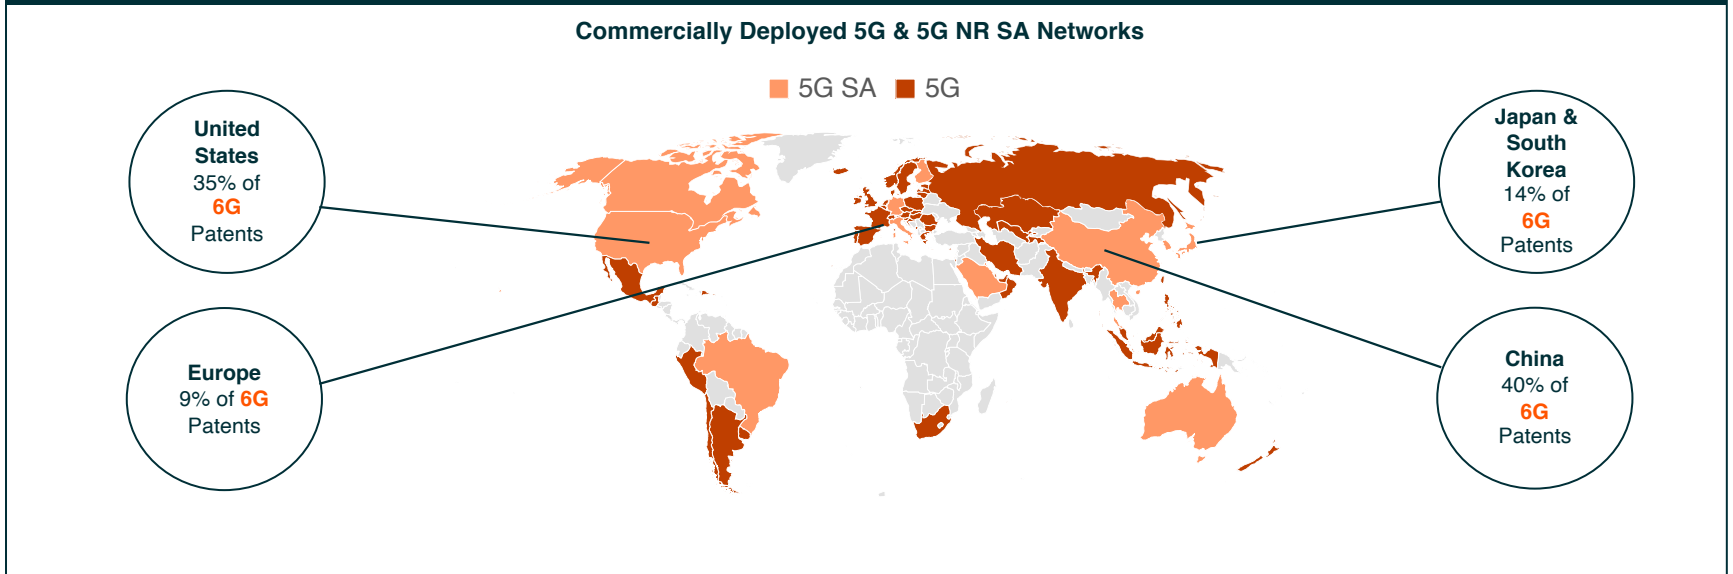 Commercially Deployed 5G & 5G NR SA Networks
5G SA
5G
United
States
35% of
6G
Patents
Europe
9% of 6G
Patents
Japan &
South
Korea
14% of
6G
Patents
China
40% of
6G
Patents